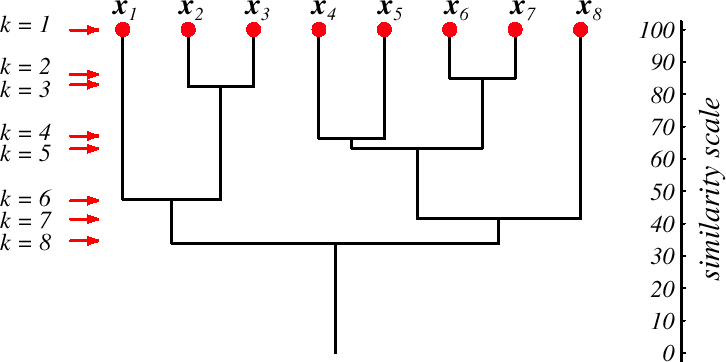 x1 x2 x3 x4 x5 x6 x7 x8
k = 1
k = 2
k = 3
k = 4
k = 5
k = 6
k = 7
k = 8
100
90
80
70
60
50
40
30
20
10
0
similarity scale